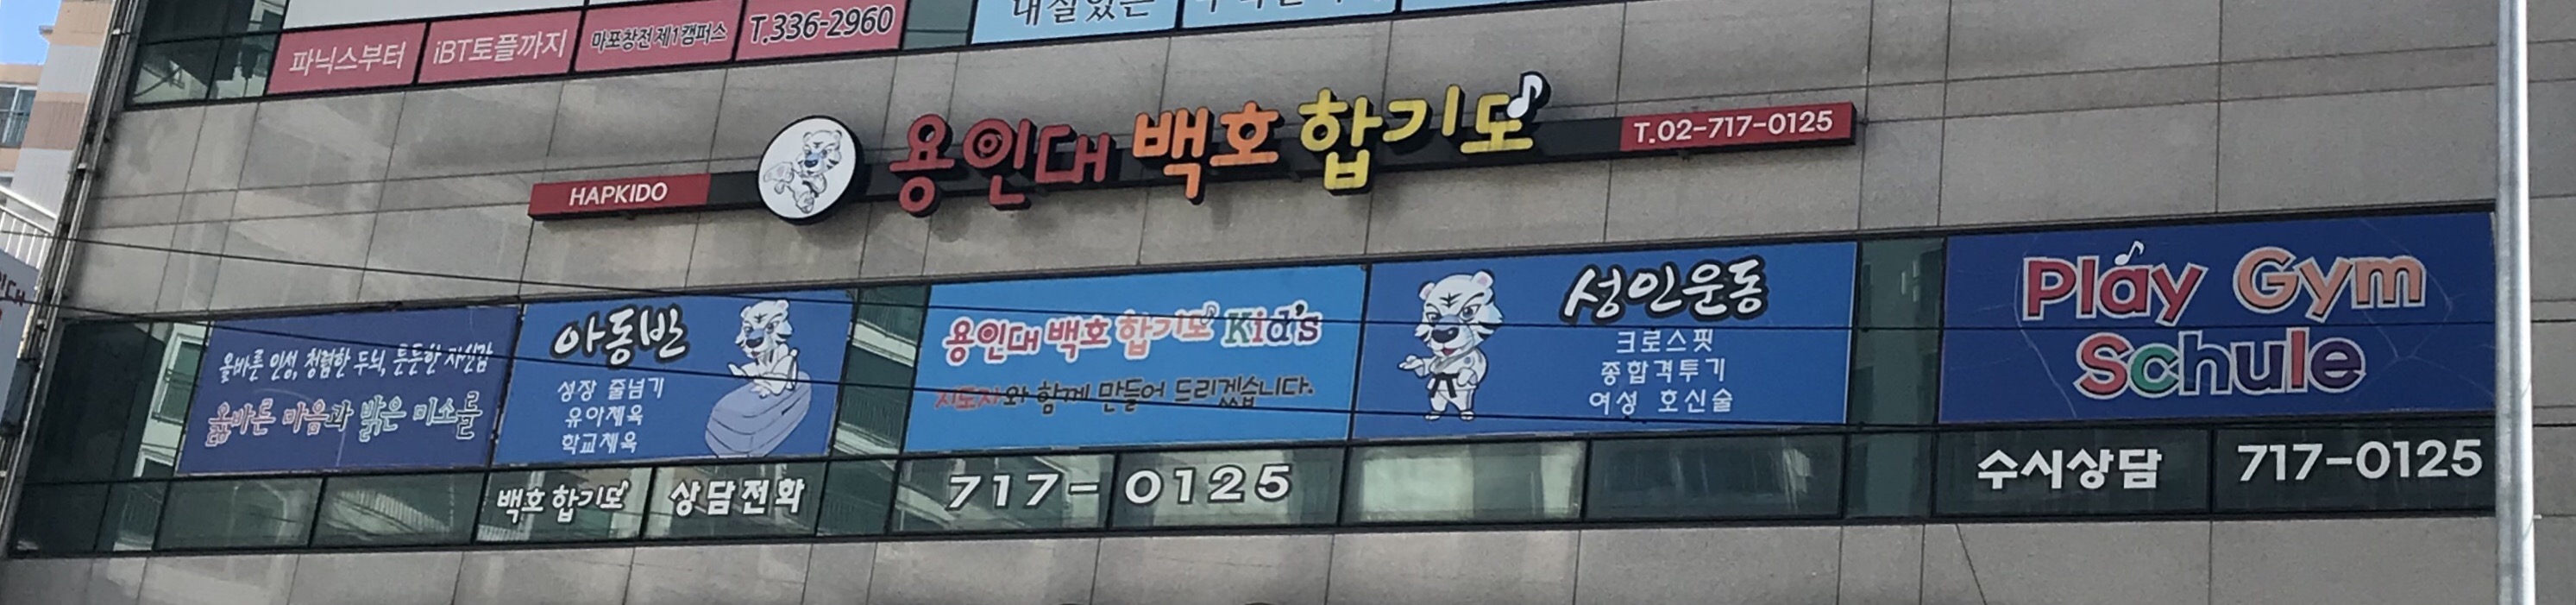 내실있는
파닉스부터 iBT토플까지 마포창전제1캠퍼스 T.336-2960
HAPKIDO 용인대 백호 합기도 T.02-717-0125
올바른 인성, 청렴한 두뇌, 튼튼한 자신감
올바른 마음과 밝은 미소를
아동반
성장 줄넘기
유아체육
학교체육
용인대 백호 합기도 Kid's
지도자와 함께 만들어 드리겠습니다.
성인운동
크로스핏
종합격투기
여성 호신술
Play Gym
Schule
백호 합기도 상담전화 717-0125
수시상담 717-0125